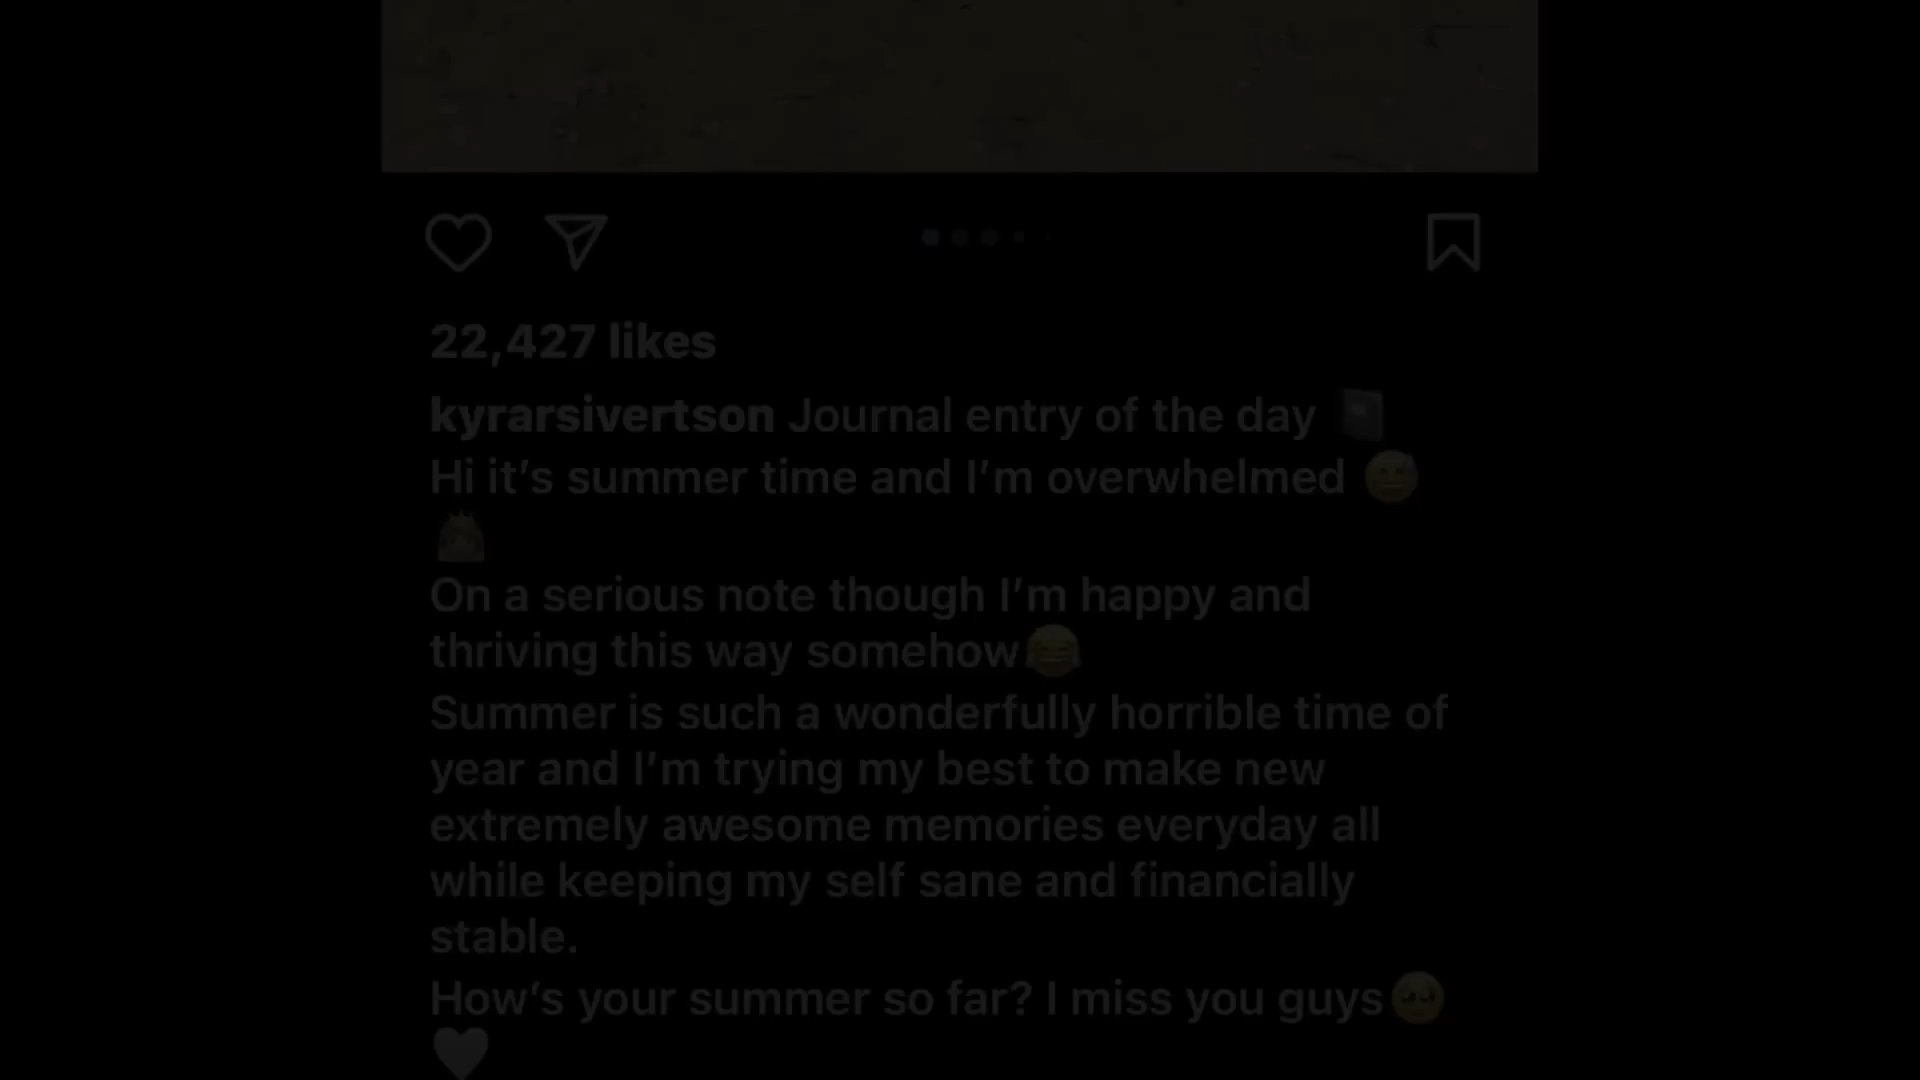 22,427 likes
kyrarsivertson Journal entry of the day 📓
Hi it's summer time and I'm overwhelmed 😅
👸
On a serious note though I'm happy and
thriving this way somehow😂
Summer is such a wonderfully horrible time of
year and I'm trying my best to make new
extremely awesome memories everyday all
while keeping my self sane and financially
stable.
How's your summer so far? I miss you guys🥺
🤍